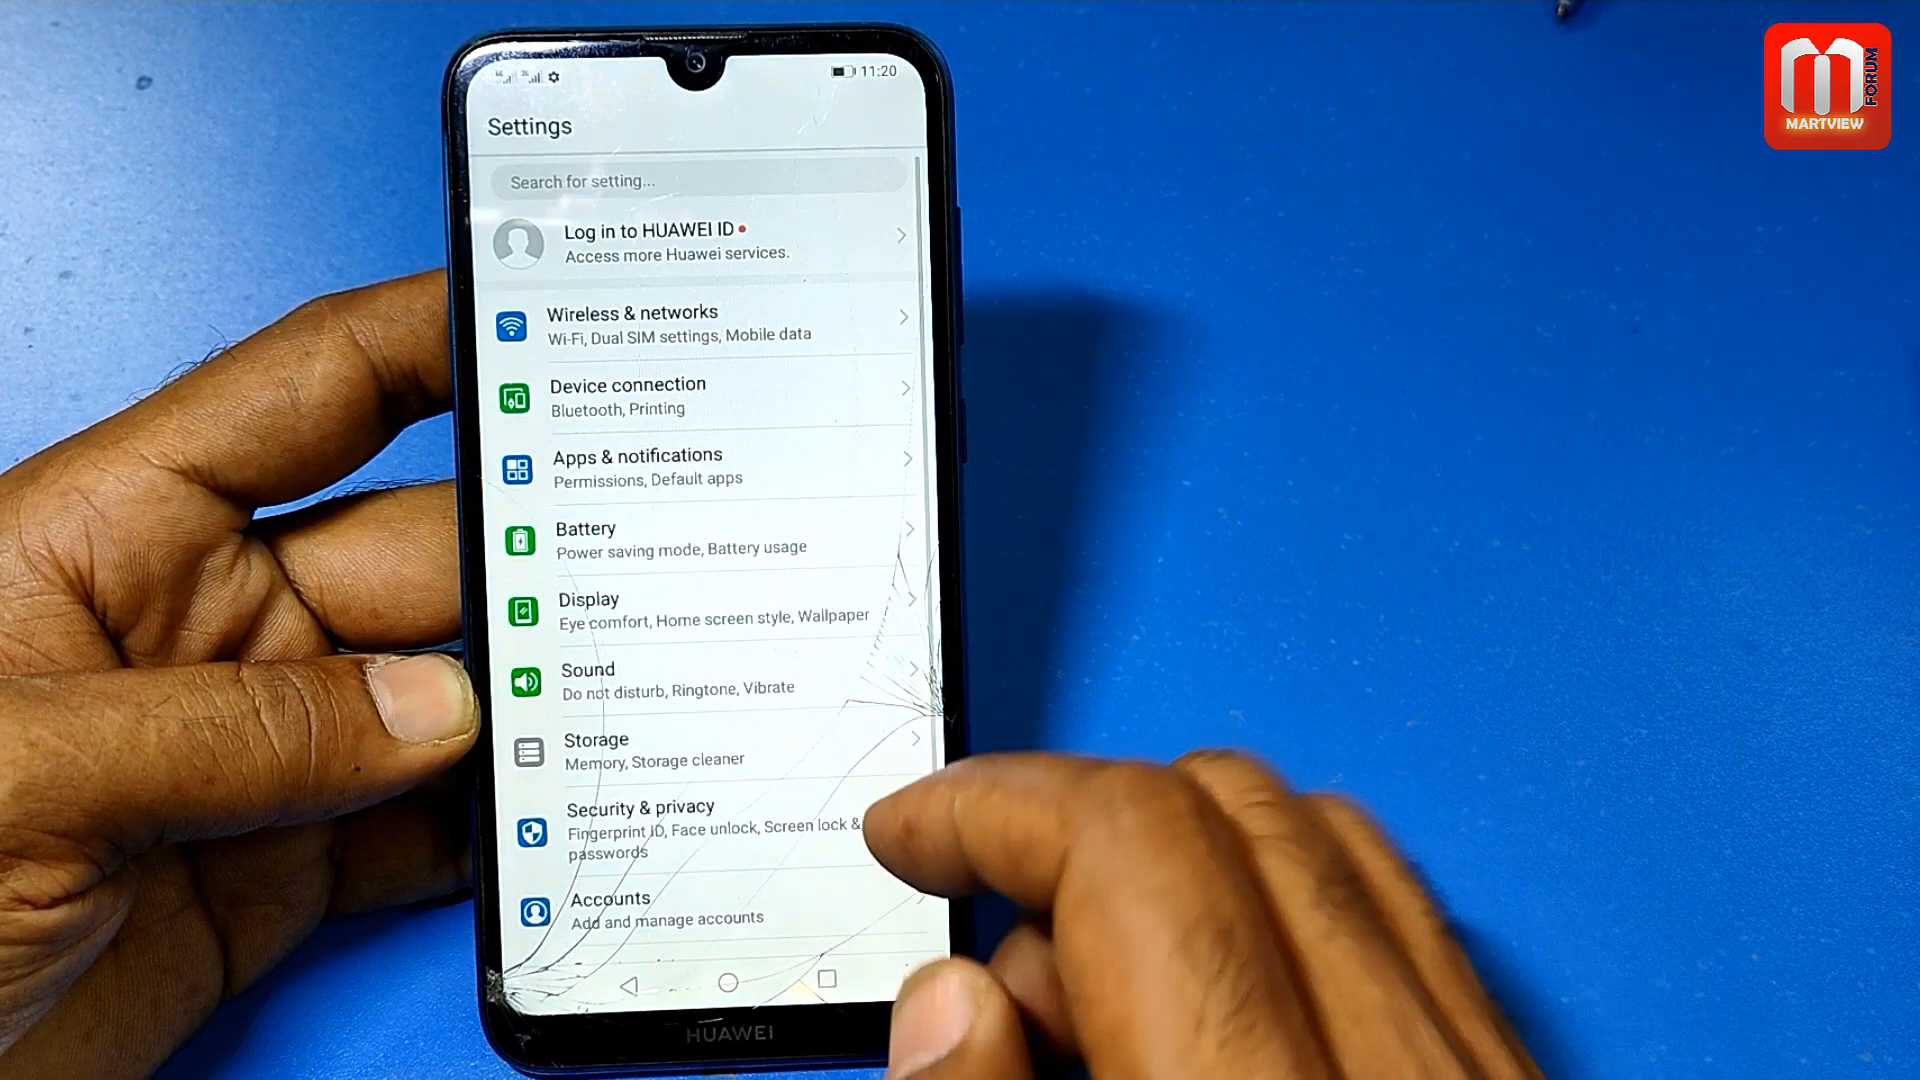 11:20
Settings
Search for setting...
Log in to HUAWEI ID
Access more Huawei services.
Wireless & networks
Wi-Fi, Dual SIM settings, Mobile data
Device connection
Bluetooth, Printing
Apps & notifications
Permissions, Default apps
Battery
Power saving mode, Battery usage
Display
Eye comfort, Home screen style, Wallpaper
Sound
Do not disturb, Ringtone, Vibrate
Storage
Memory, Storage cleaner
Security & privacy
Fingerprint ID, Face unlock, Screen lock &
passwords
Accounts
Add and manage accounts
HUAWEI
M
FORUM
MARTVIEW